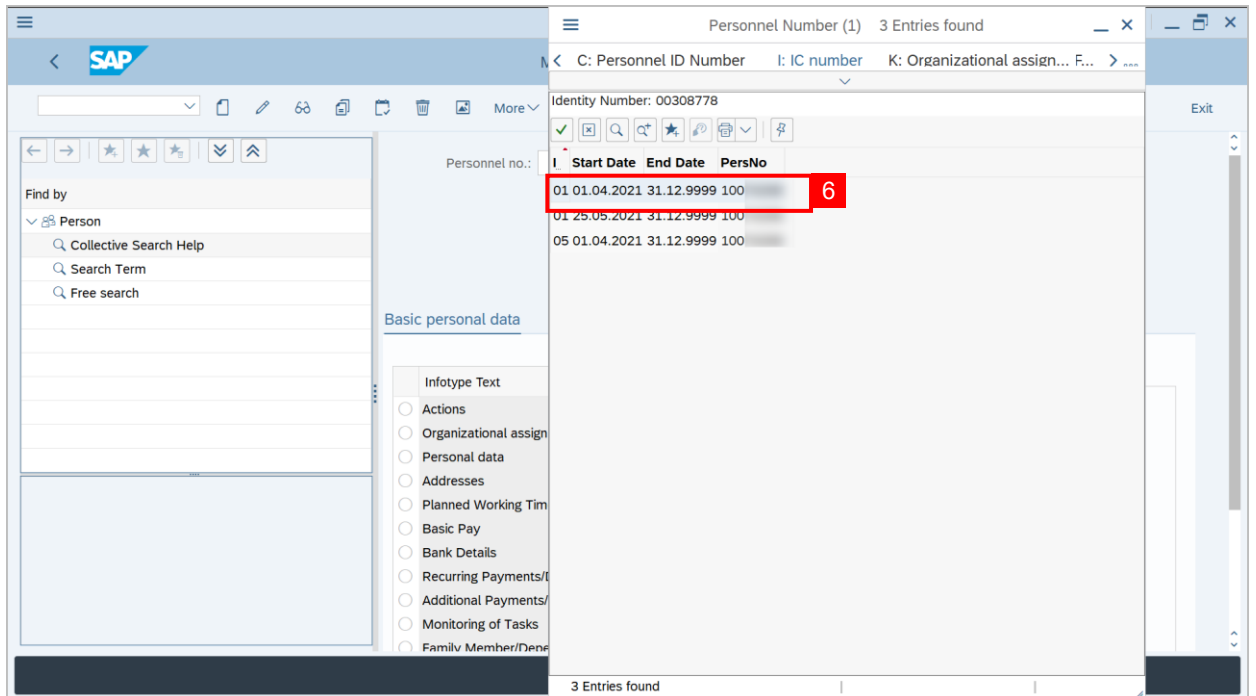 SAP
M
More
Exit
Personnel no.:
Find by
Person
Collective Search Help
Search Term
Free search
Basic personal data
Infotype Text
Actions
Organizational assign
Personal data
Addresses
Planned Working Tim
Basic Pay
Bank Details
Recurring Payments/D
Additional Payments/
Monitoring of Tasks
Family Member/Depe
Personnel Number (1) 3 Entries found
C: Personnel ID Number I: IC number K: Organizational assign... F...
Identity Number: 00308778
I.. Start Date End Date PersNo
01 01.04.2021 31.12.9999 100
6
01 25.05.2021 31.12.9999 100
05 01.04.2021 31.12.9999 100
3 Entries found